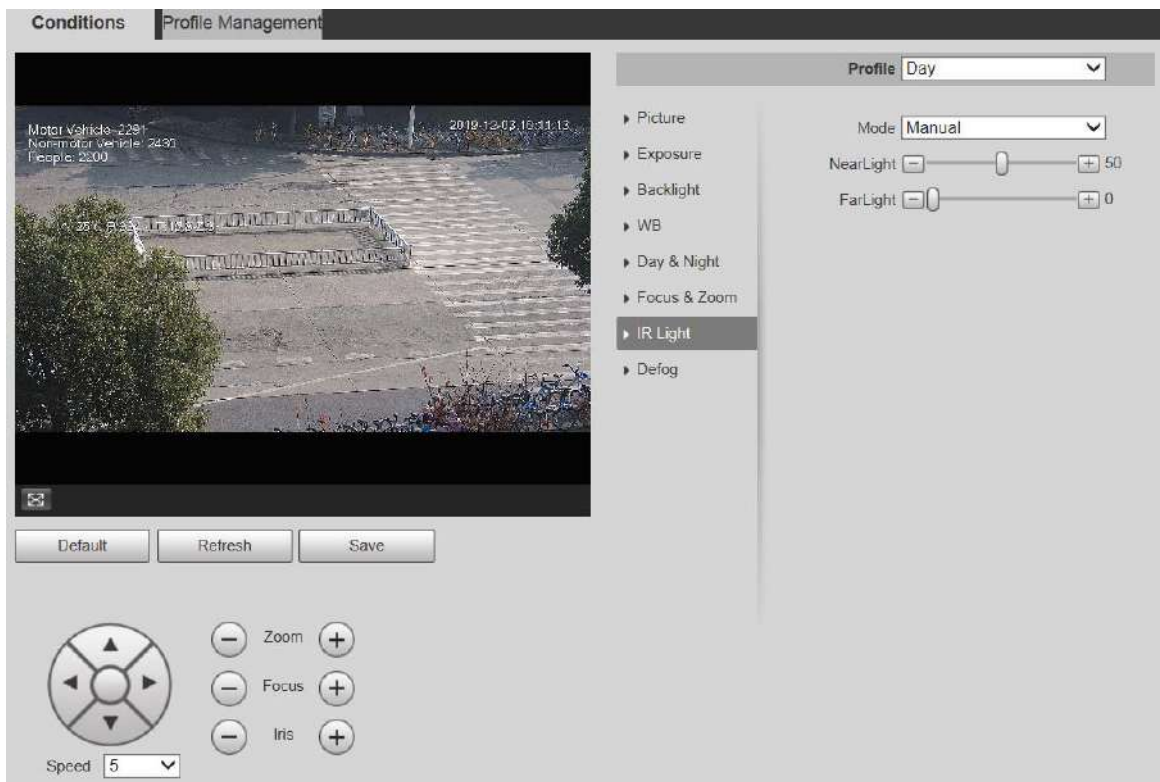 Conditions
Profile Management
Motor Vehicle: 2291
Non-motor Vehicle: 2433
People: 2200
Profile Day
Picture
Exposure
Backlight
WB
Day & Night
Focus & Zoom
IR Light
Defog
Mode Manual
NearLight 50
FarLight 0
Default Refresh Save
Zoom
Focus
Iris
Speed 5